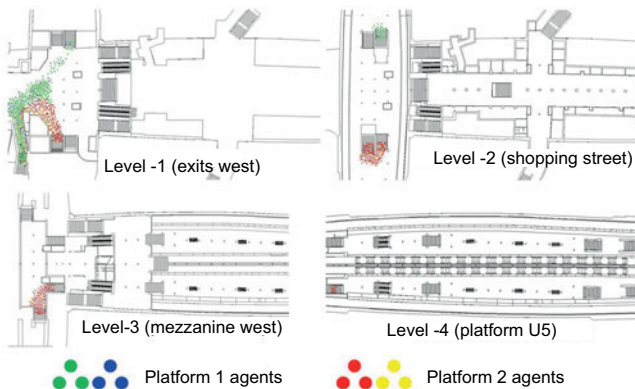 Level -1 (exits west)
Level -2 (shopping street)
Level-3 (mezzanine west)
Level -4 (platform U5)
Platform 1 agents
Platform 2 agents